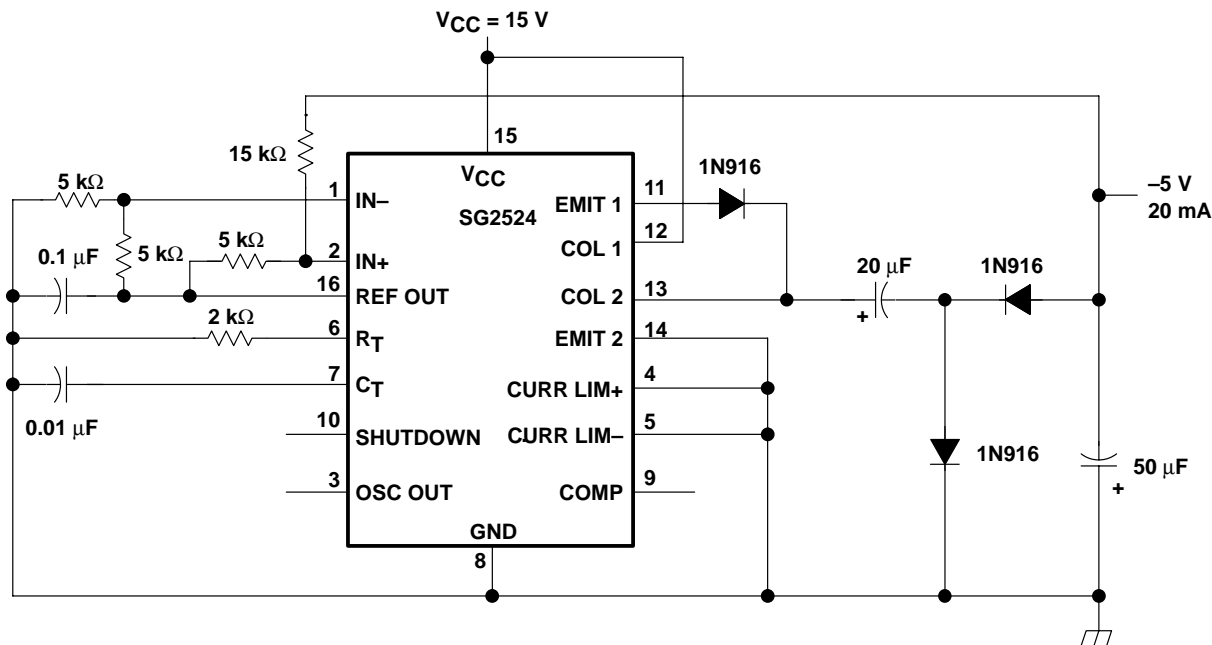 VCC = 15 V
15
15 kΩ
VCC
SG2524
5 kΩ
1
IN−
EMIT 1
11
1N916
–5 V
20 mA
12
COL 1
5 kΩ
5 kΩ
2
IN+
0.1 μF
16
REF OUT
COL 2
13
20 μF
+
1N916
2 kΩ
6
RT
EMIT 2
14
7
CT
CURR LIM+
4
0.01 μF
10
SHUTDOWN
CURR LIM−
5
1N916
50 μF
+
3
OSC OUT
COMP
9
GND
8